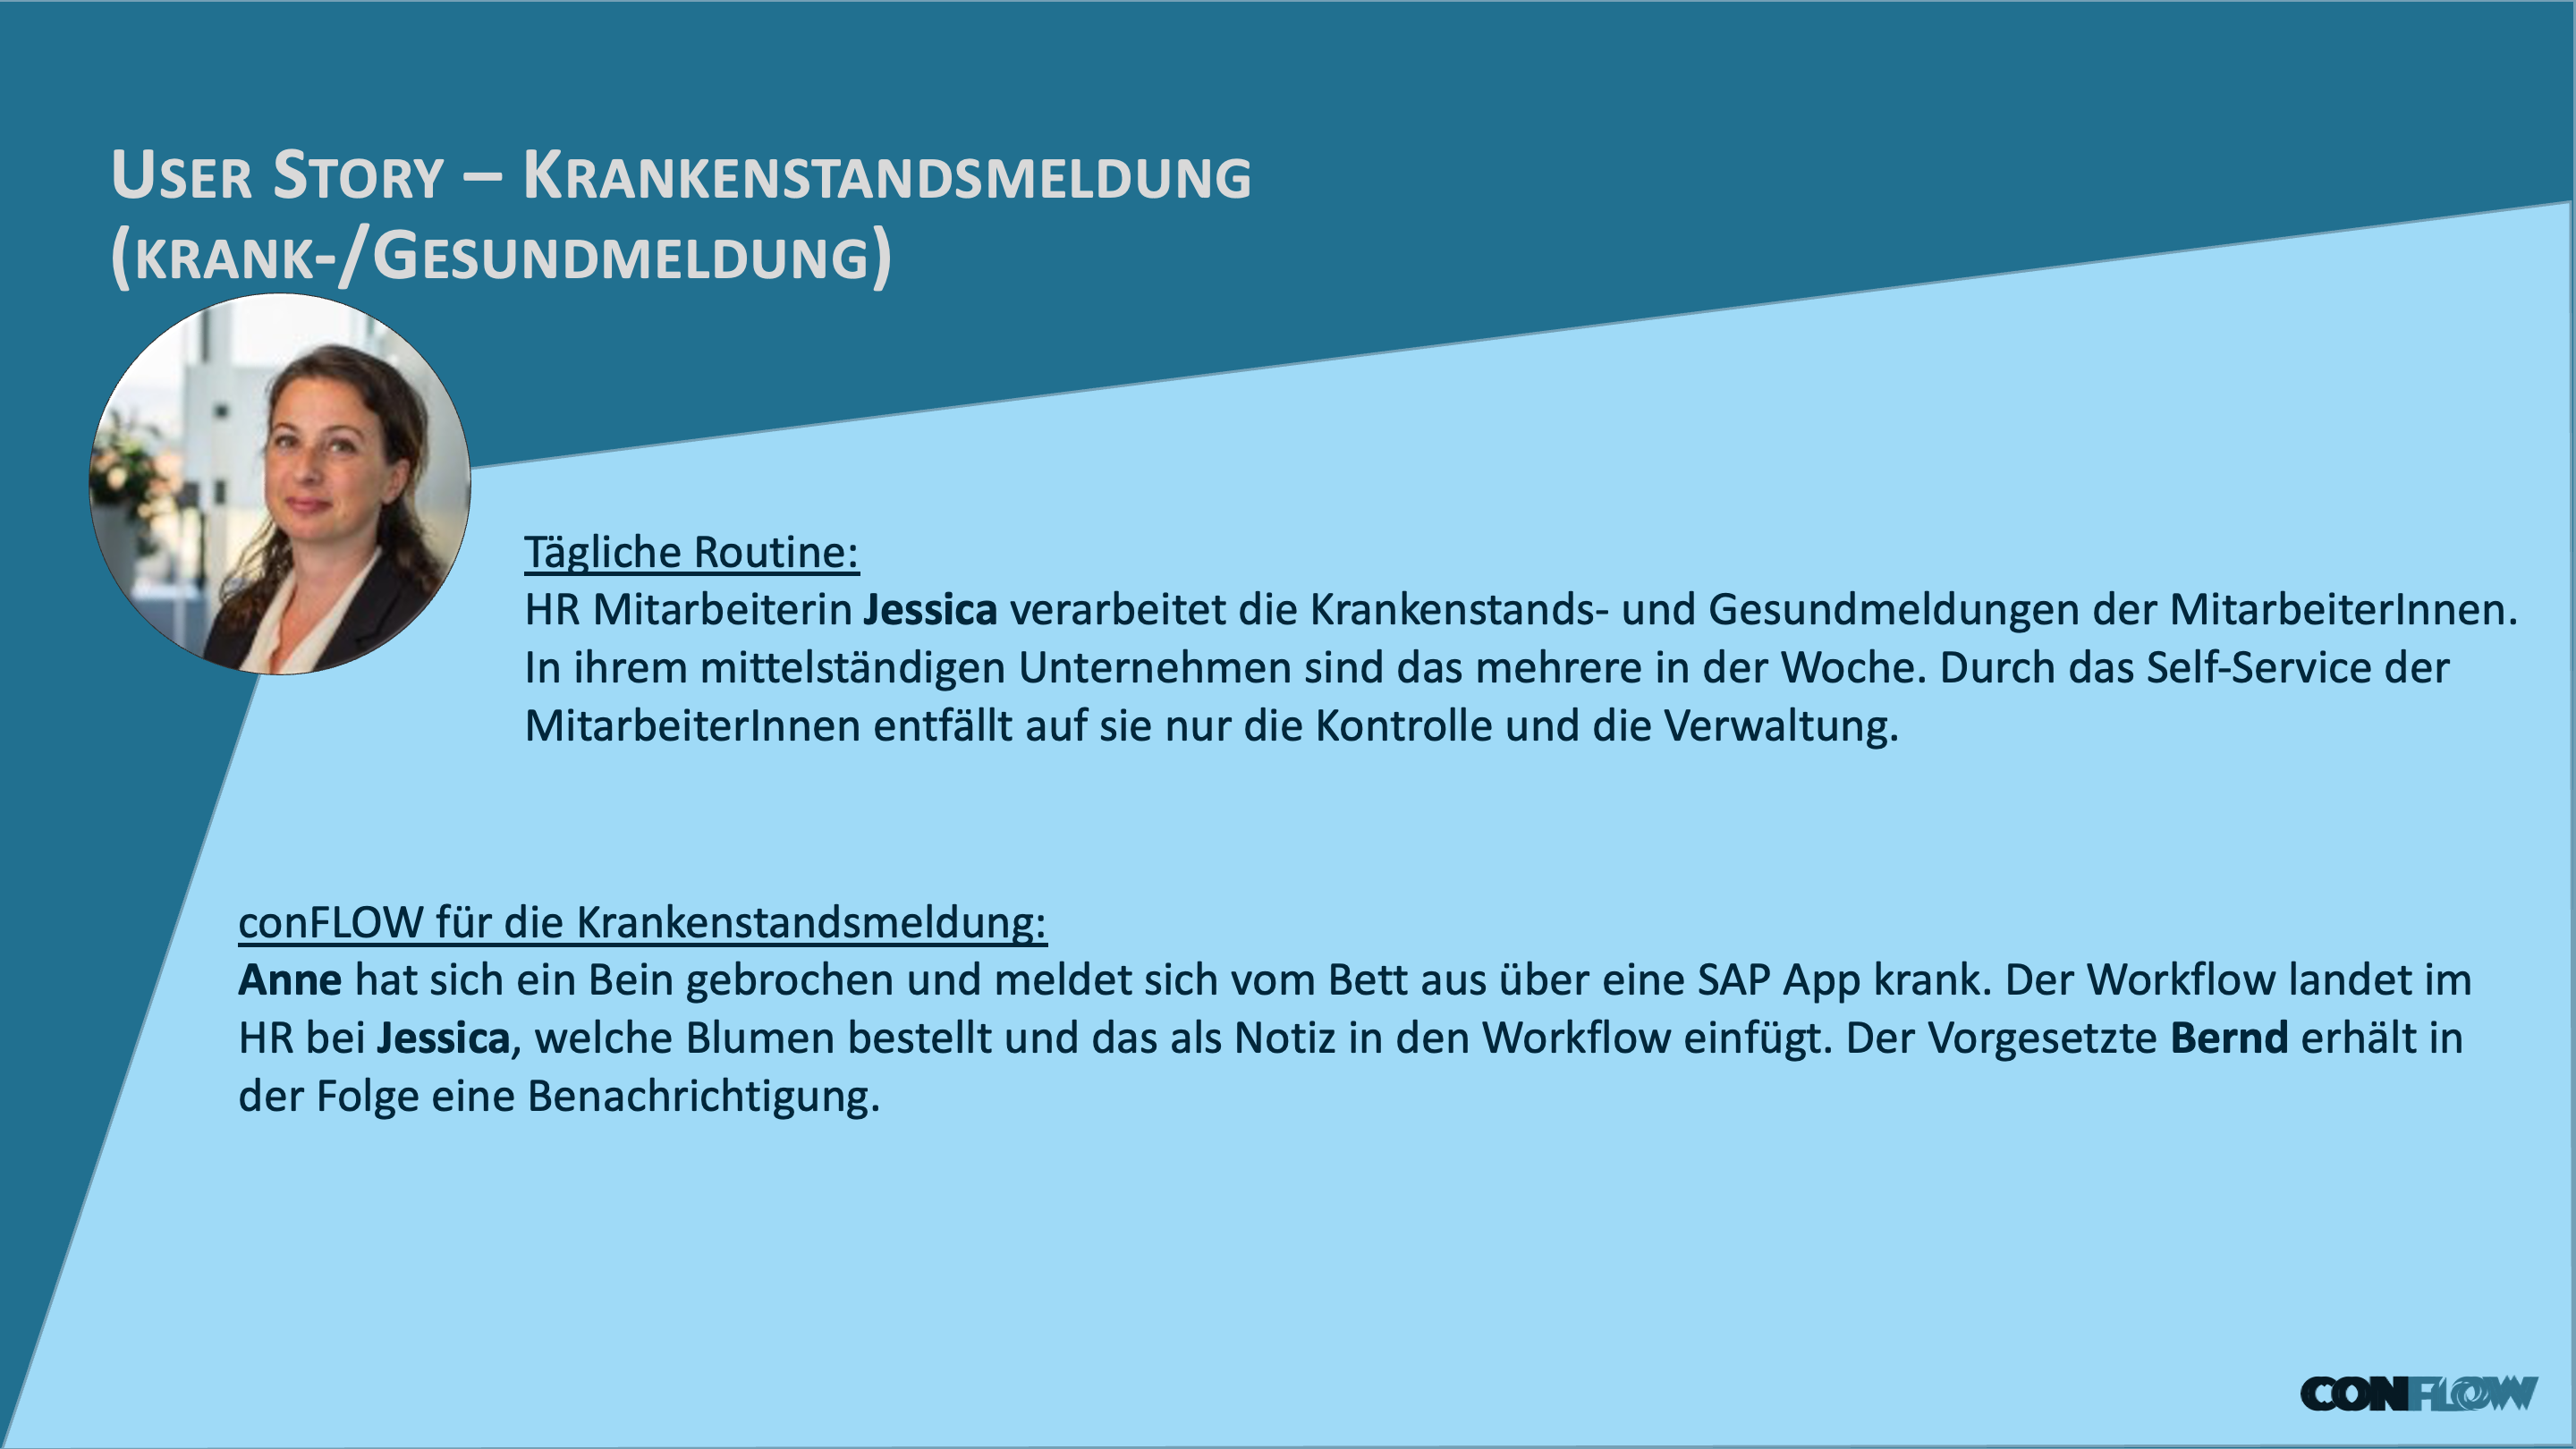 User Story – Krankenstandsmeldung
(krank-/Gesundmeldung)
Tägliche Routine:
HR Mitarbeiterin Jessica verarbeitet die Krankenstands- und Gesundmeldungen der MitarbeiterInnen.
In ihrem mittelständigen Unternehmen sind das mehrere in der Woche. Durch das Self-Service der
MitarbeiterInnen entfällt auf sie nur die Kontrolle und die Verwaltung.
conFLOW für die Krankenstandsmeldung:
Anne hat sich ein Bein gebrochen und meldet sich vom Bett aus über eine SAP App krank. Der Workflow landet im
HR bei Jessica, welche Blumen bestellt und das als Notiz in den Workflow einfügt. Der Vorgesetzte Bernd erhält in
der Folge eine Benachrichtigung.
CONFLOW